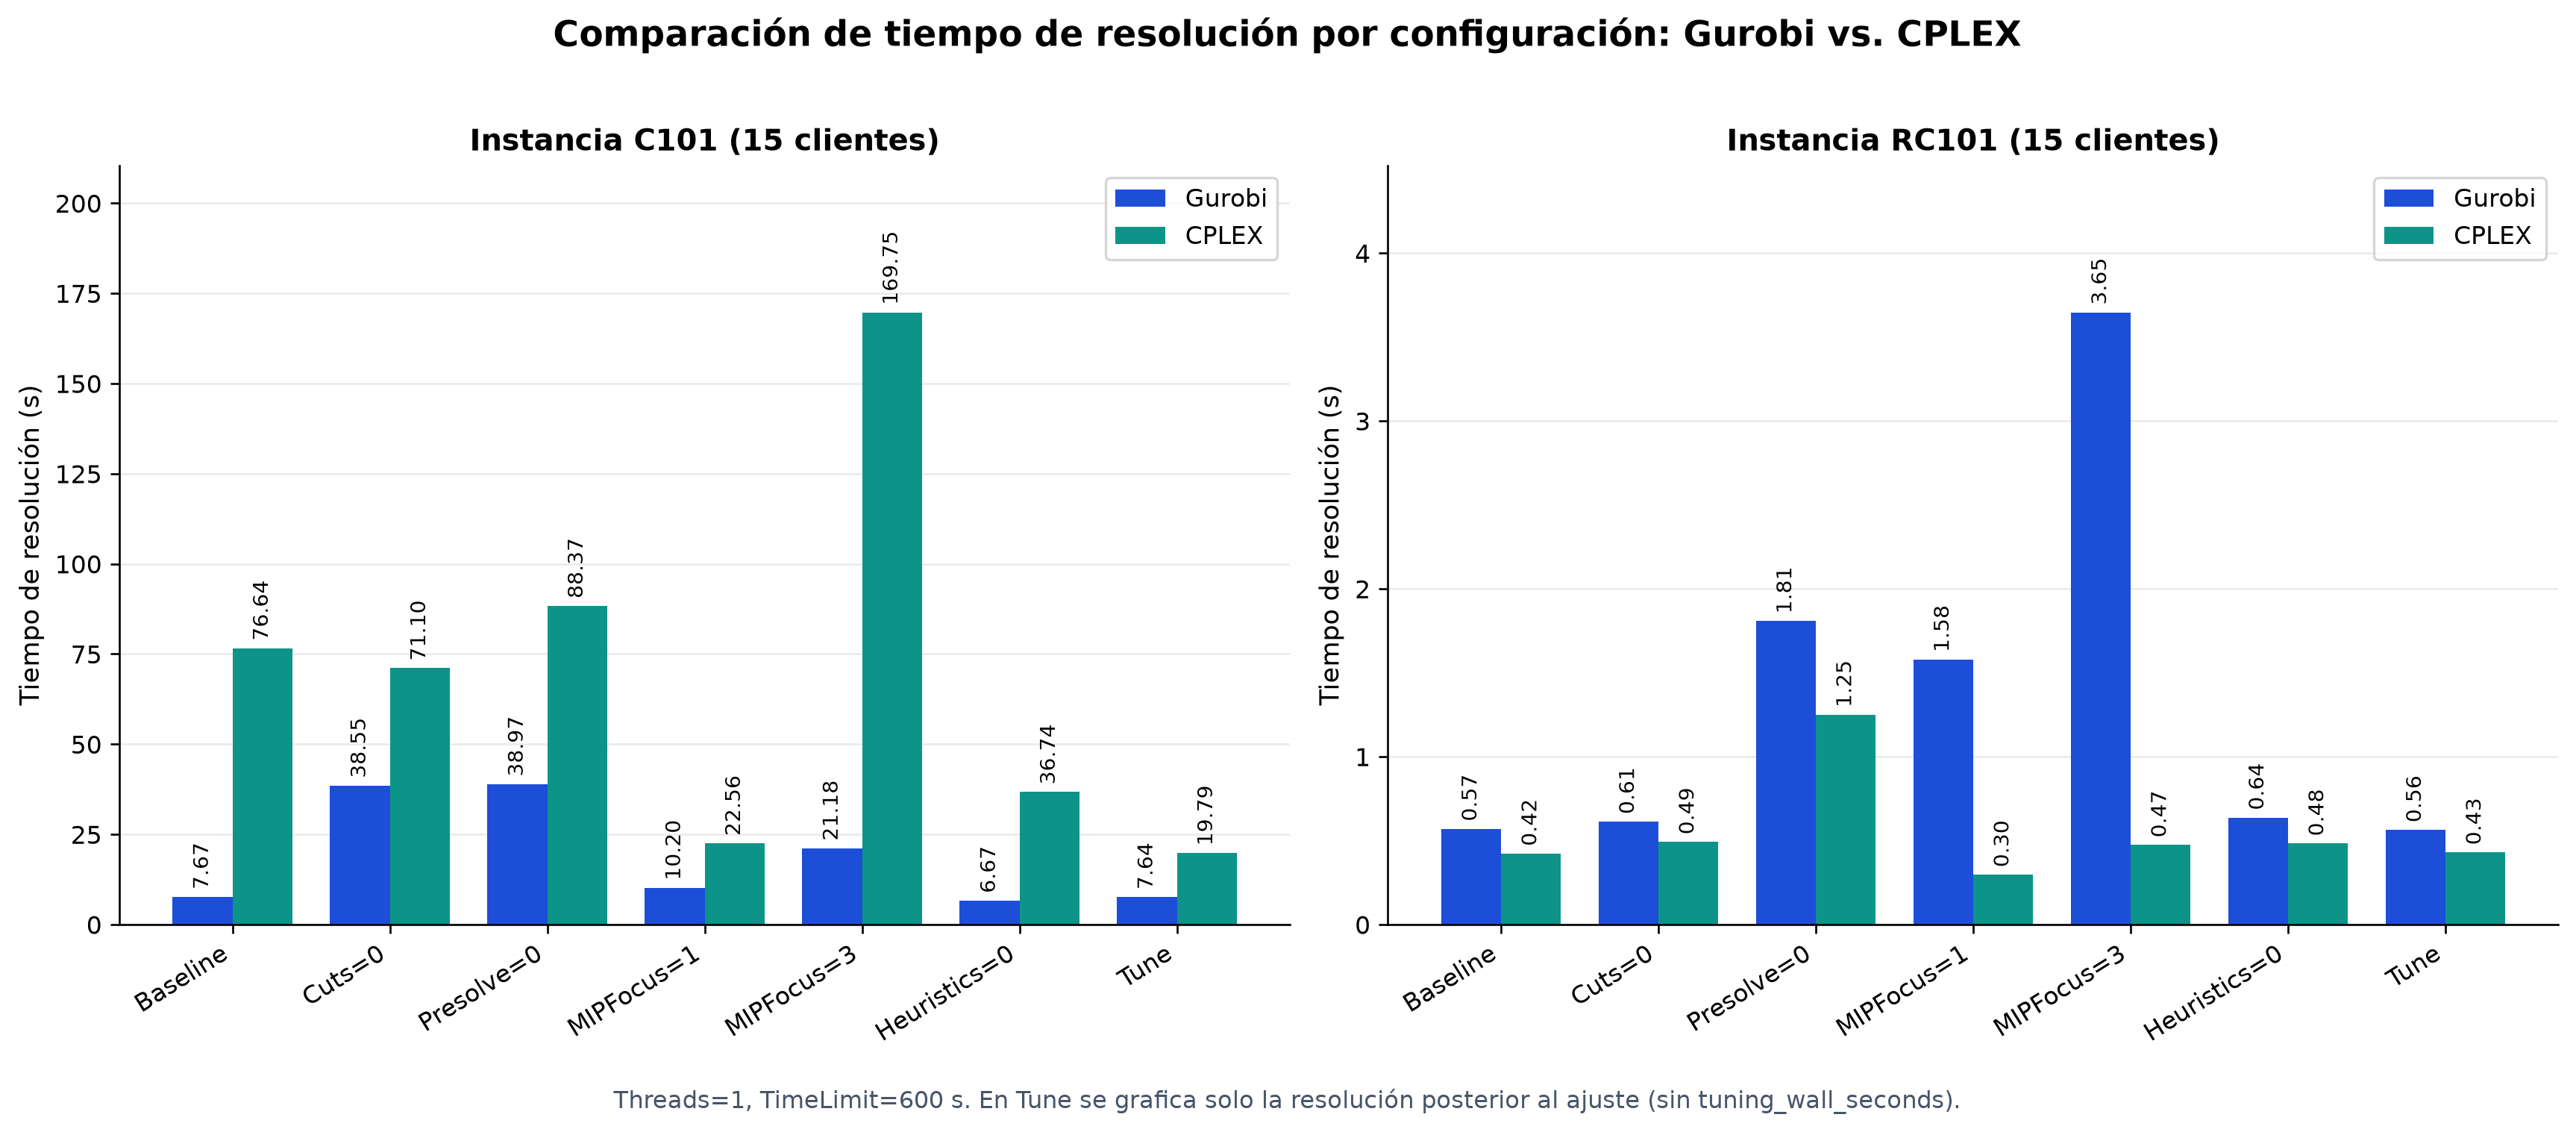 Comparación de tiempo de resolución por configuración: Gurobi vs. CPLEX
Instancia C101 (15 clientes)
Tiempo de resolución (s)
200
175
150
125
100
75
50
25
0
Gurobi
CPLEX
7.67
76.64
38.55
71.10
38.97
88.37
10.20
22.56
21.18
169.75
6.67
36.74
7.64
19.79
Baseline
Cuts=0
Presolve=0
MIPFocus=1
MIPFocus=3
Heuristics=0
Tune
Instancia RC101 (15 clientes)
Tiempo de resolución (s)
4
3
2
1
0
Gurobi
CPLEX
0.57
0.42
0.61
0.49
1.81
1.25
1.58
0.30
3.65
0.47
0.64
0.48
0.56
0.43
Baseline
Cuts=0
Presolve=0
MIPFocus=1
MIPFocus=3
Heuristics=0
Tune
Threads=1, TimeLimit=600 s. En Tune se grafica solo la resolución posterior al ajuste (sin tuning_wall_seconds).